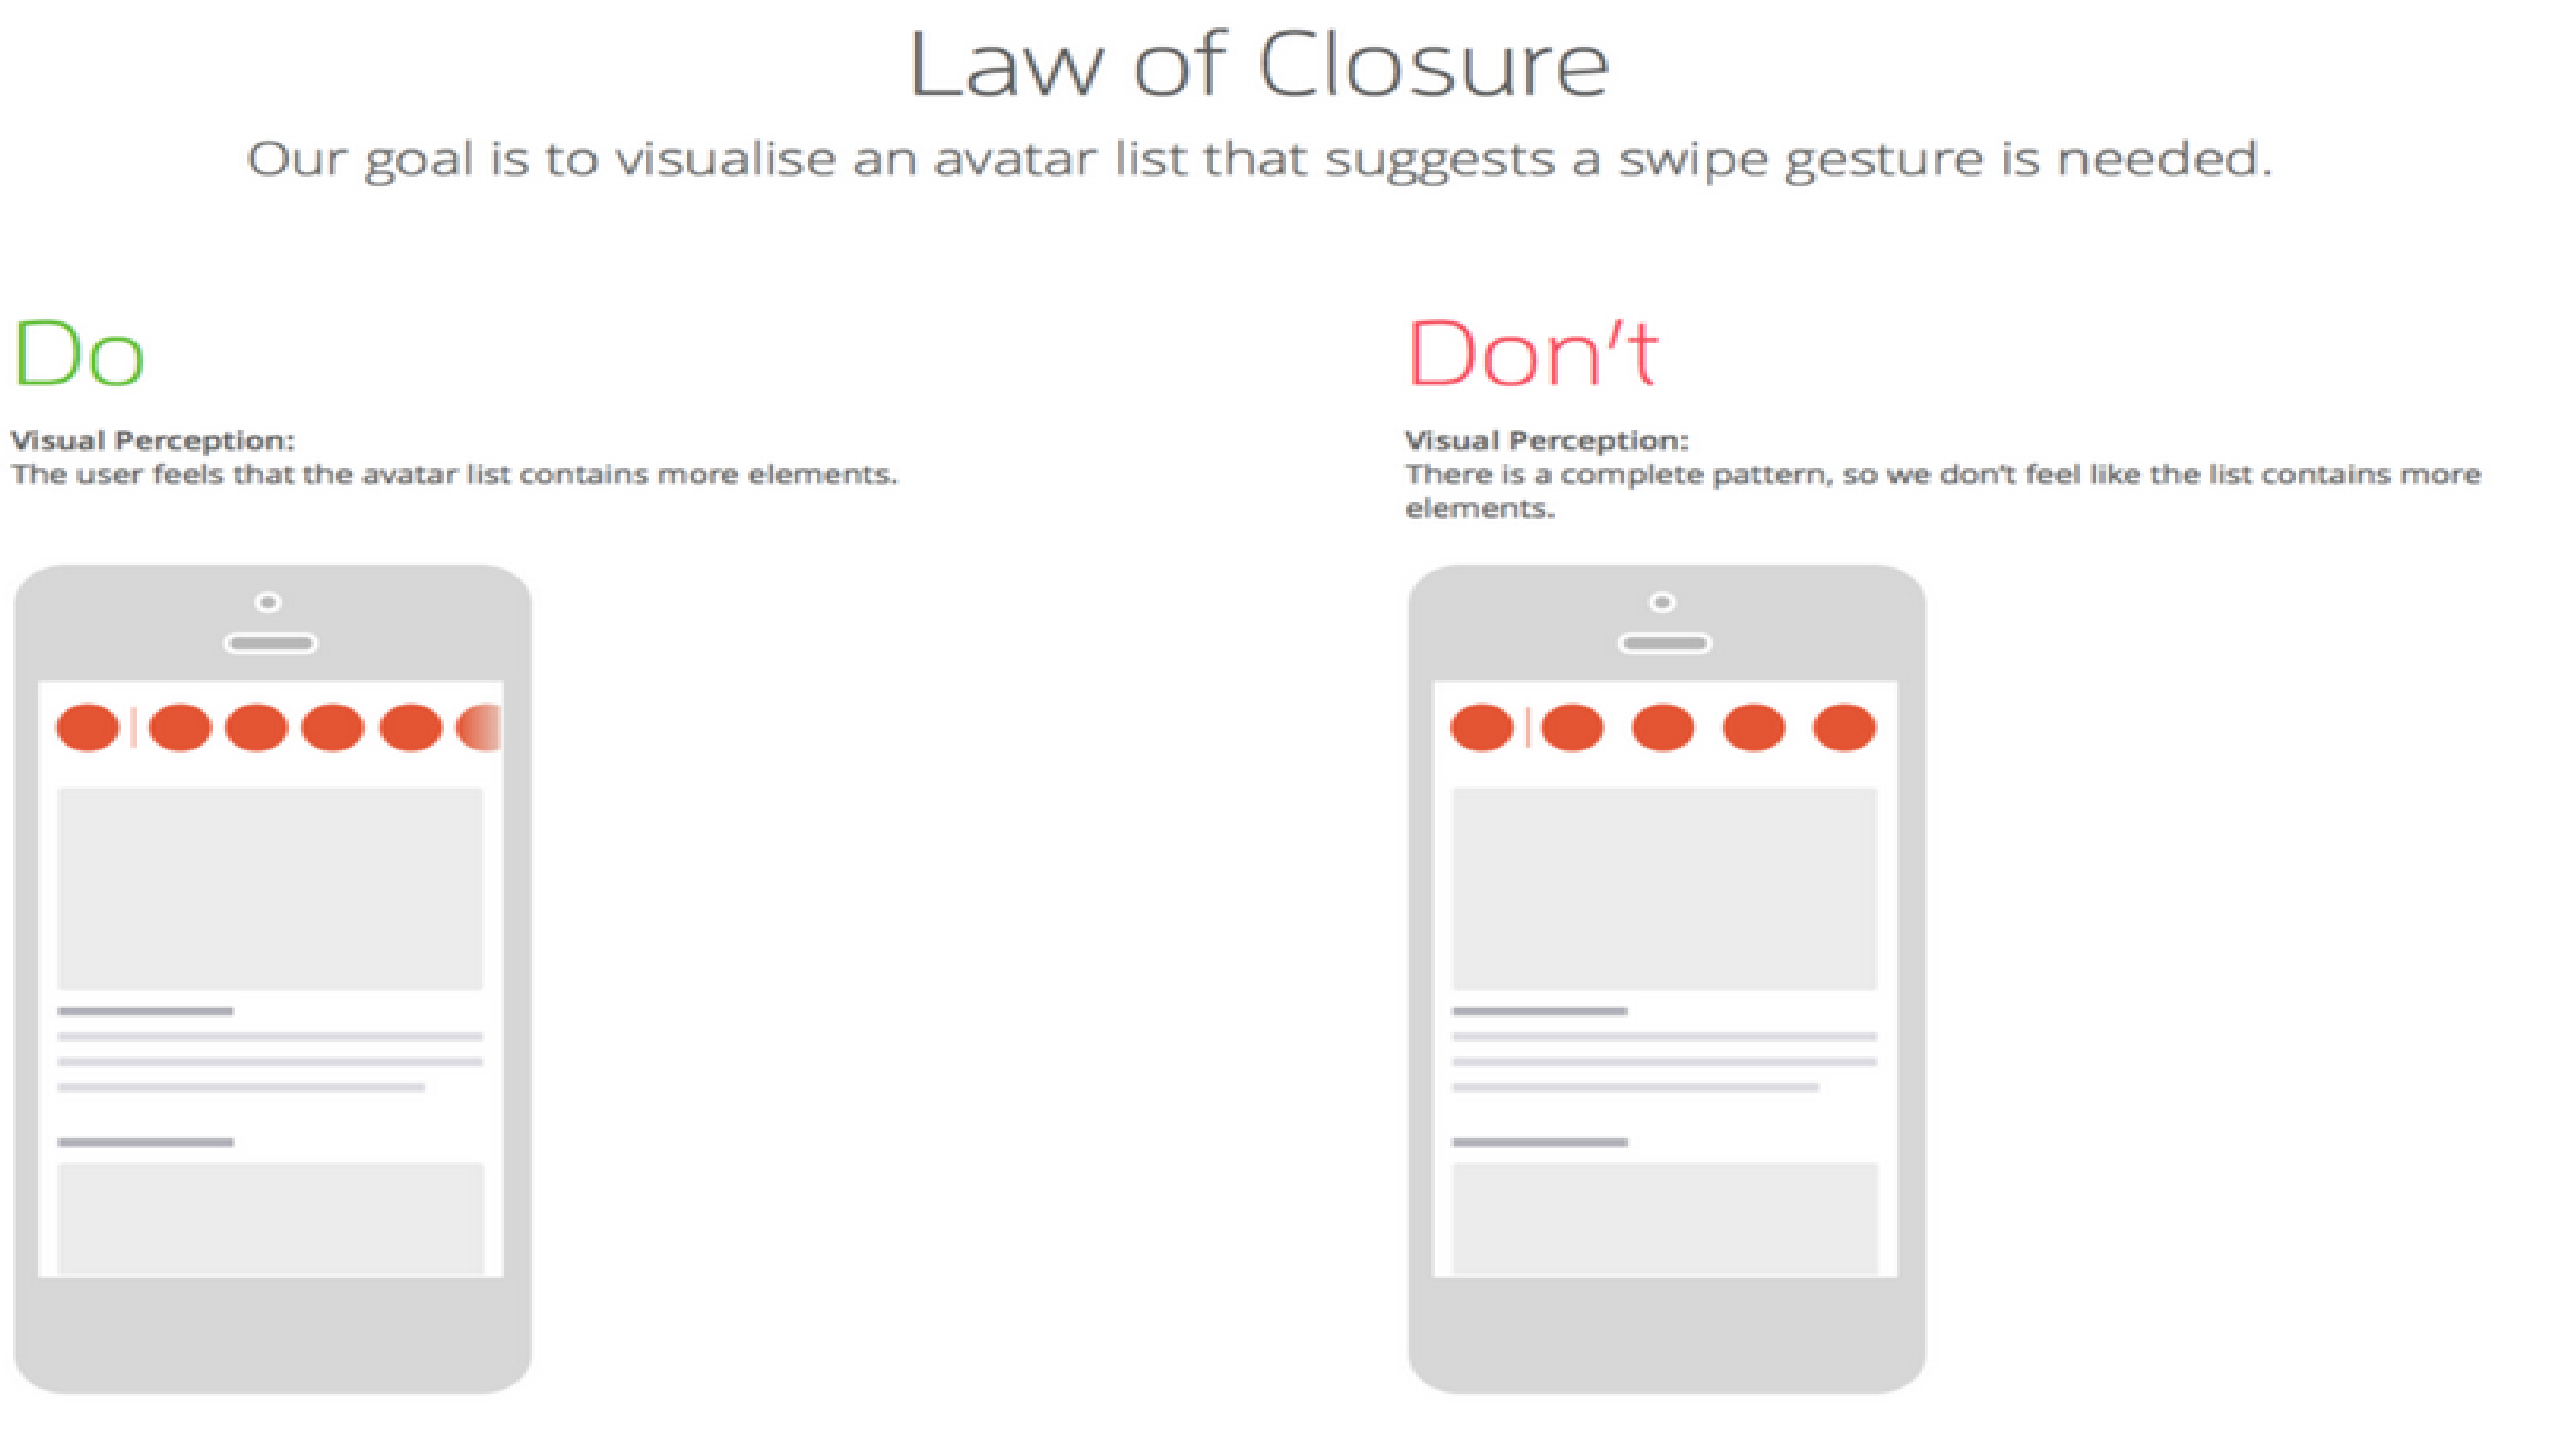 Law of Closure
Our goal is to visualise an avatar list that suggests a swipe gesture is needed.
Do
Visual Perception:
The user feels that the avatar list contains more elements.
Don't
Visual Perception:
There is a complete pattern, so we don't feel like the list contains more
elements.